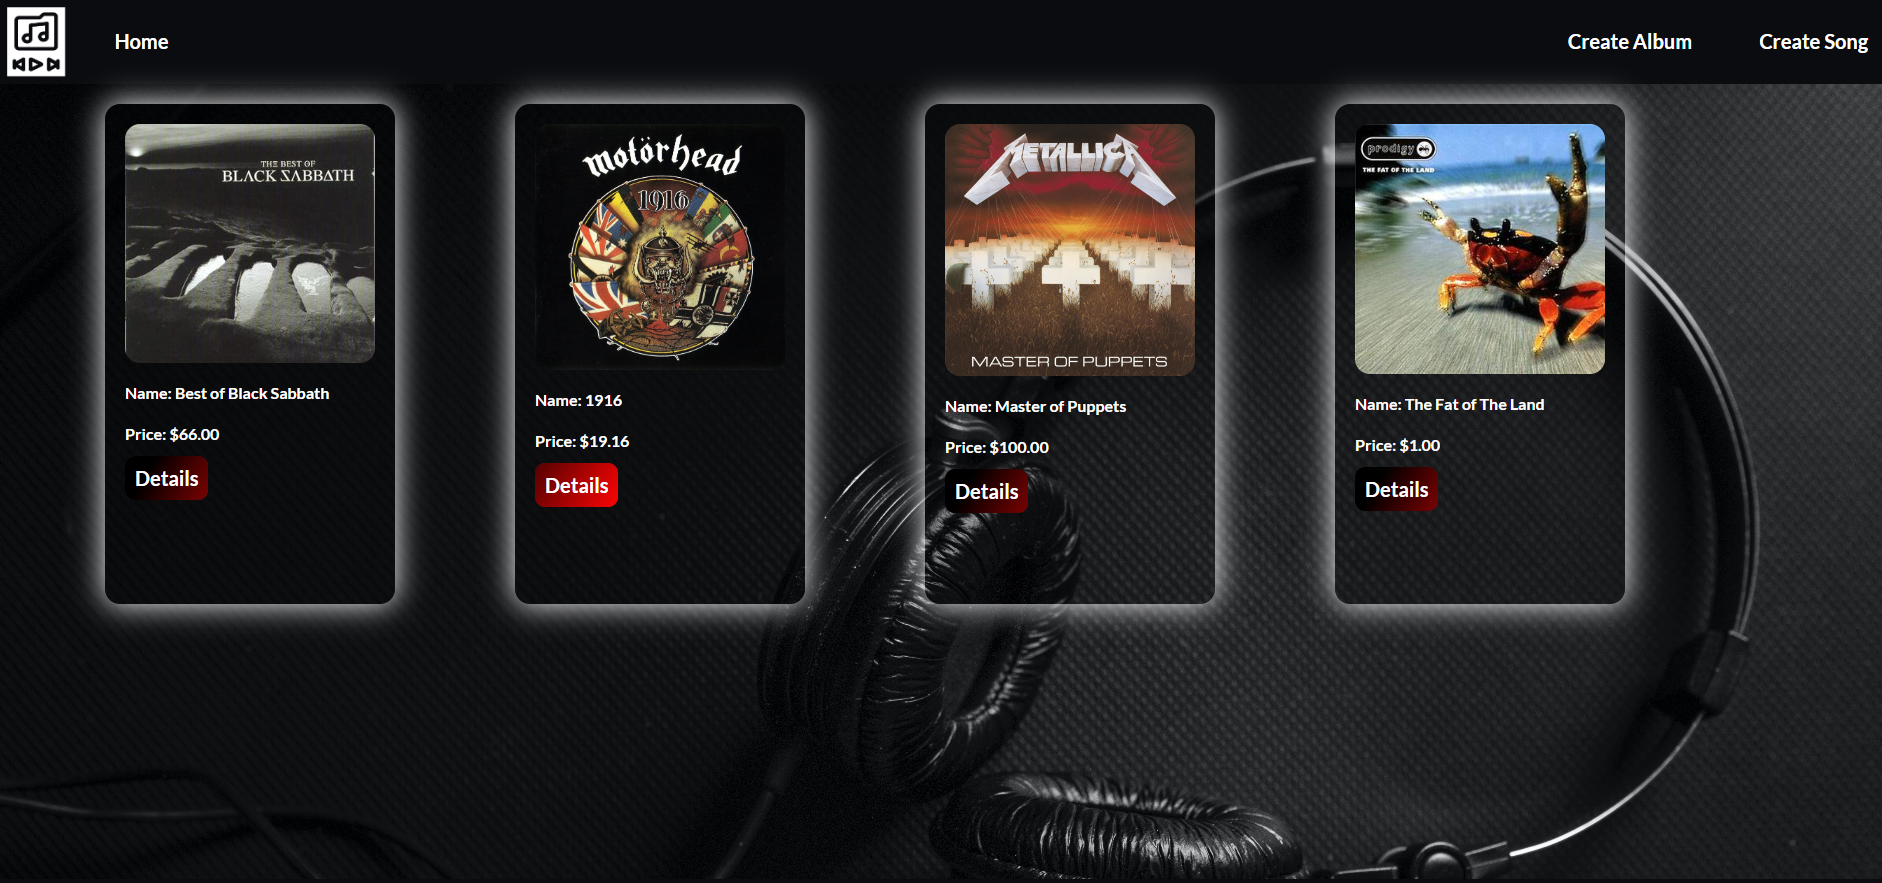 Home
Create Album
Create Song
THE BEST OF
BLACK SABBATH
Name: Best of Black Sabbath
Price: $66.00
Details
motörhead
1916
Name: 1916
Price: $19.16
Details
METALLICA
MASTER OF PUPPETS
Name: Master of Puppets
Price: $100.00
Details
prodigy
THE FAT OF THE LAND
Name: The Fat of The Land
Price: $1.00
Details